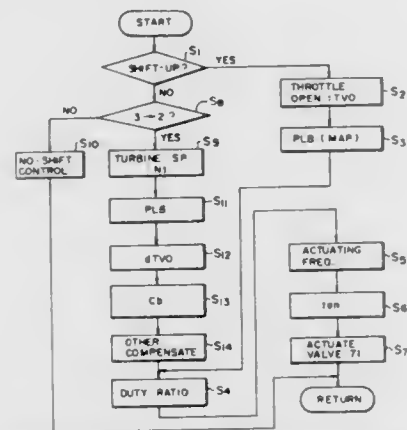 START
SHIFT-UP?
S1
YES
NO
THROTTLE
OPEN : TVO
S2
3 → 2 ?
S8
NO
YES
PLB (MAP)
S3
S10
NO-SHIFT
CONTROL
TURBINE SP
N1
S9
PLB
S11
dTVO
S12
ACTUATING
FREQ.
S5
Cb
S13
Ton
S6
OTHER
COMPENSATE
S14
ACTUATE
VALVE 71
S7
DUTY RATIO
S4
RETURN